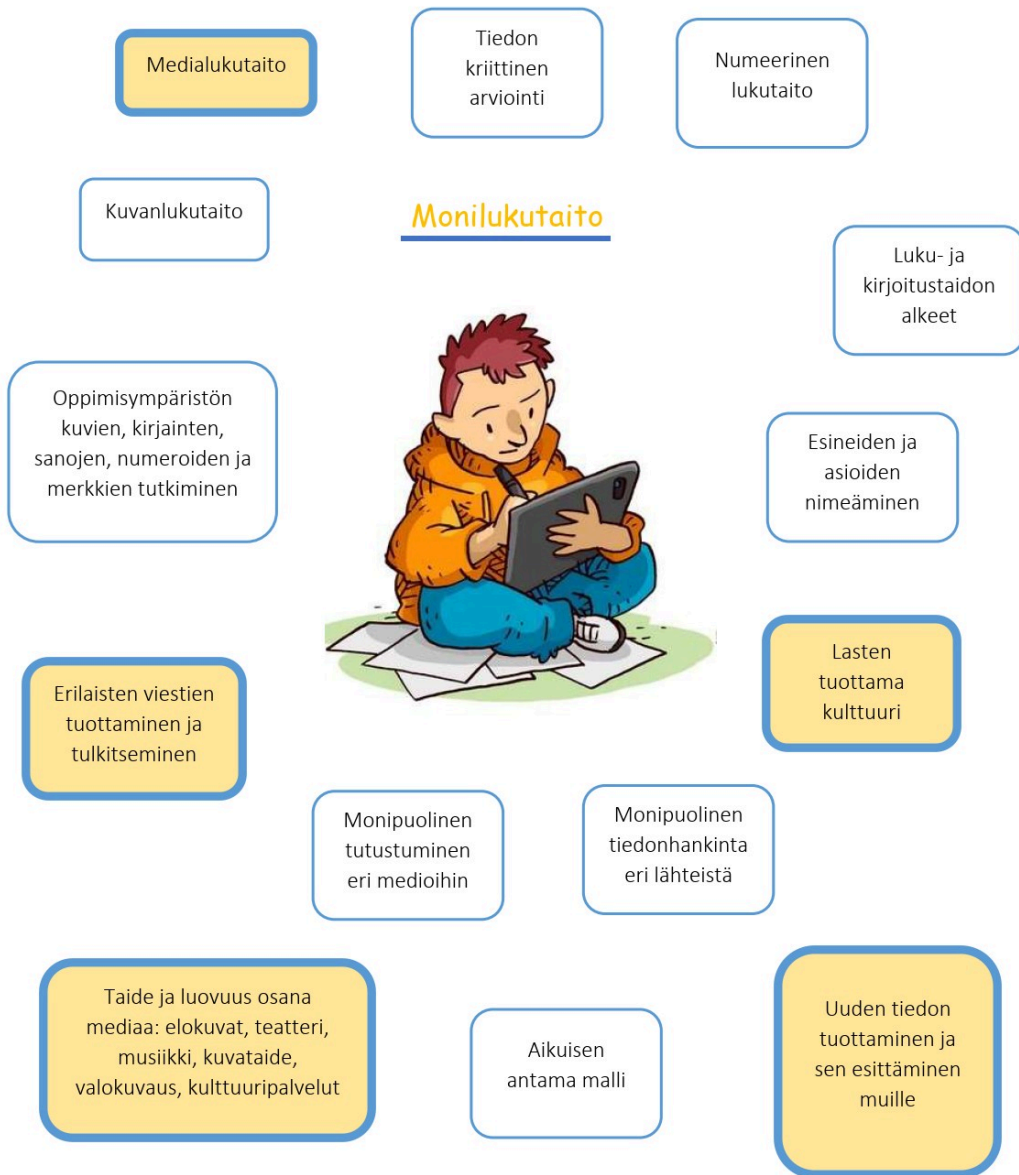 Medialukutaito
Tiedon
kriittinen
arviointi
Numeerinen
lukutaito
Kuvanlukutaito
Monilukutaito
Luku- ja
kirjoitustaidon
alkeet
Oppimisympäristön
kuvien, kirjainten,
sanojen, numeroiden ja
merkkien tutkiminen
Esineiden ja
asioiden
nimeäminen
Erilaisten viestien
tuottaminen ja
tulkitseminen
Lasten
tuottama
kulttuuri
Monipuolinen
tutustuminen
eri medioihin
Monipuolinen
tiedonhankinta
eri lähteistä
Taide ja luovuus osana
mediaa: elokuvat, teatteri,
musiikki, kuvataide,
valokuvaus, kulttuuripalvelut
Aikuisen
antama malli
Uuden tiedon
tuottaminen ja
sen esittäminen
muille